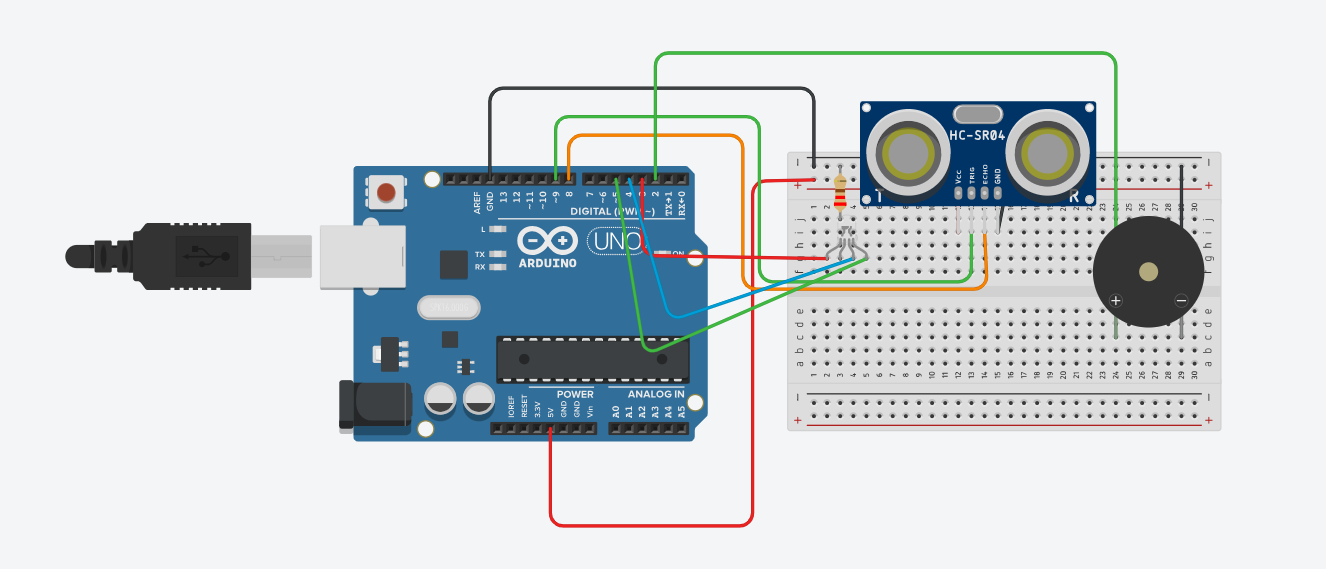 HC-SR04
Vcc
TRIG
ECHO
GND
T
R
AREF
GND
13
12
~11
~10
~9
8
7
~6
4
2
TX→1
RX←0
DIGITAL (PWM ~)
L
TX
RX
UNO
ON
ARDUINO
POWER
ANALOG IN
IOREF
RESET
3.3V
5V
GND
GND
Vin
A0
A1
A2
A3
A4
A5
j
i
h
g
f
e
d
c
b
a
1 2 3 4 5 6 7 8 9 10 11 12 13 14 15 16 17 18 19 20 21 22 23 24 25 26 27 28 29 30